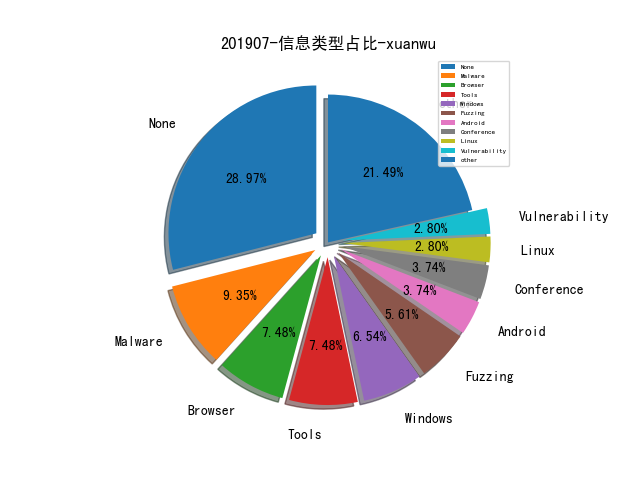 201907-信息类型占比-xuanwu
None
Malware
Browser
Tools
Windows
Fuzzing
Android
Conference
Linux
Vulnerability
other
None
28.97%
21.49%
Vulnerability
2.80%
Linux
2.80%
Conference
3.74%
Android
3.74%
Fuzzing
5.61%
Windows
6.54%
Tools
7.48%
Browser
7.48%
Malware
9.35%